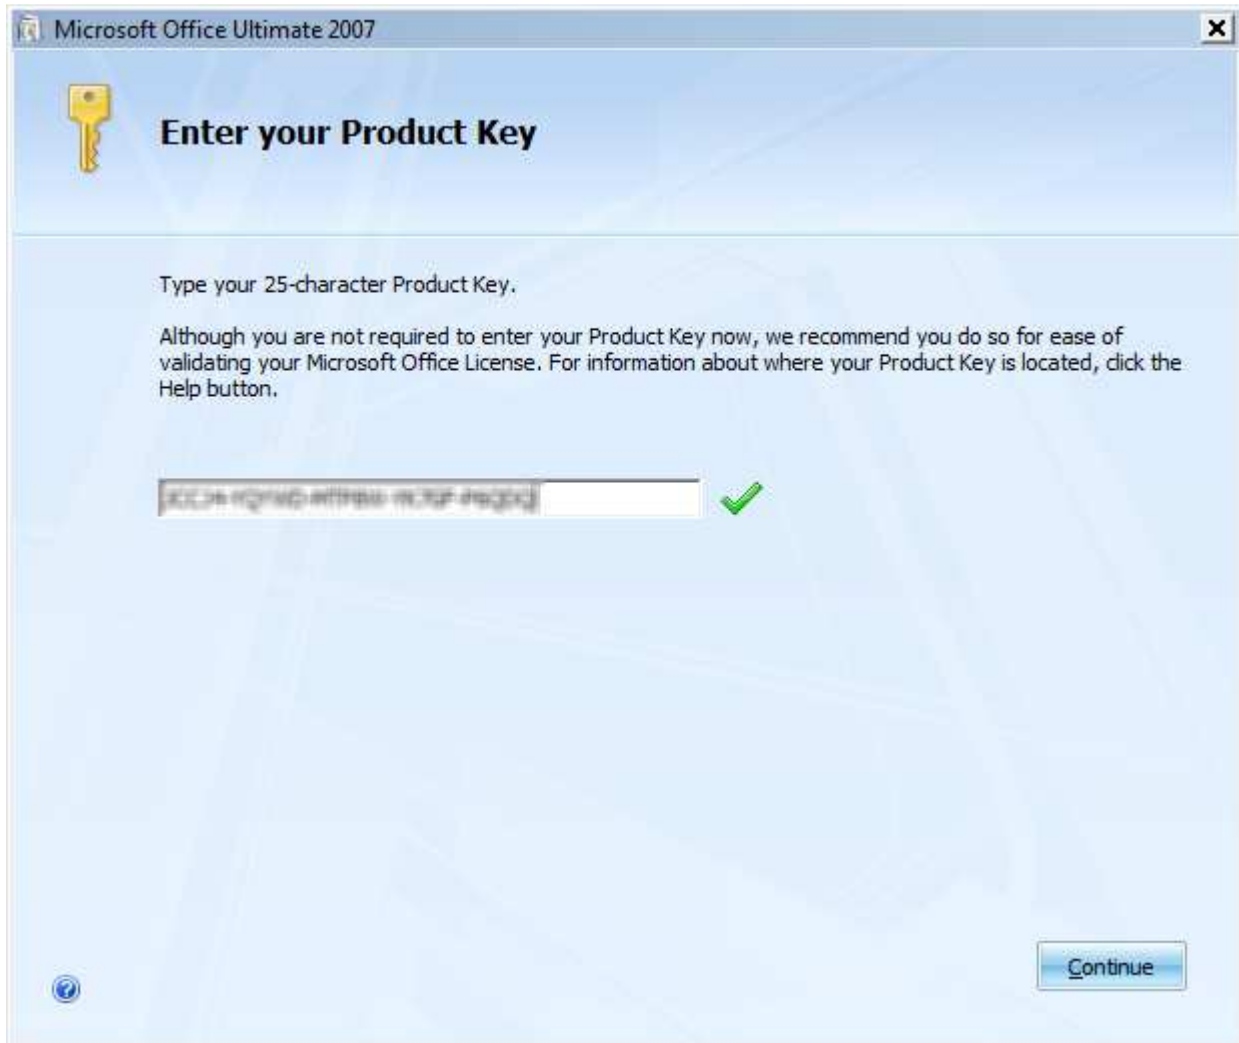 Microsoft Office Ultimate 2007
Enter your Product Key
Type your 25-character Product Key.
Although you are not required to enter your Product Key now, we recommend you do so for ease of
validating your Microsoft Office License. For information about where your Product Key is located, click the
Help button.
Continue